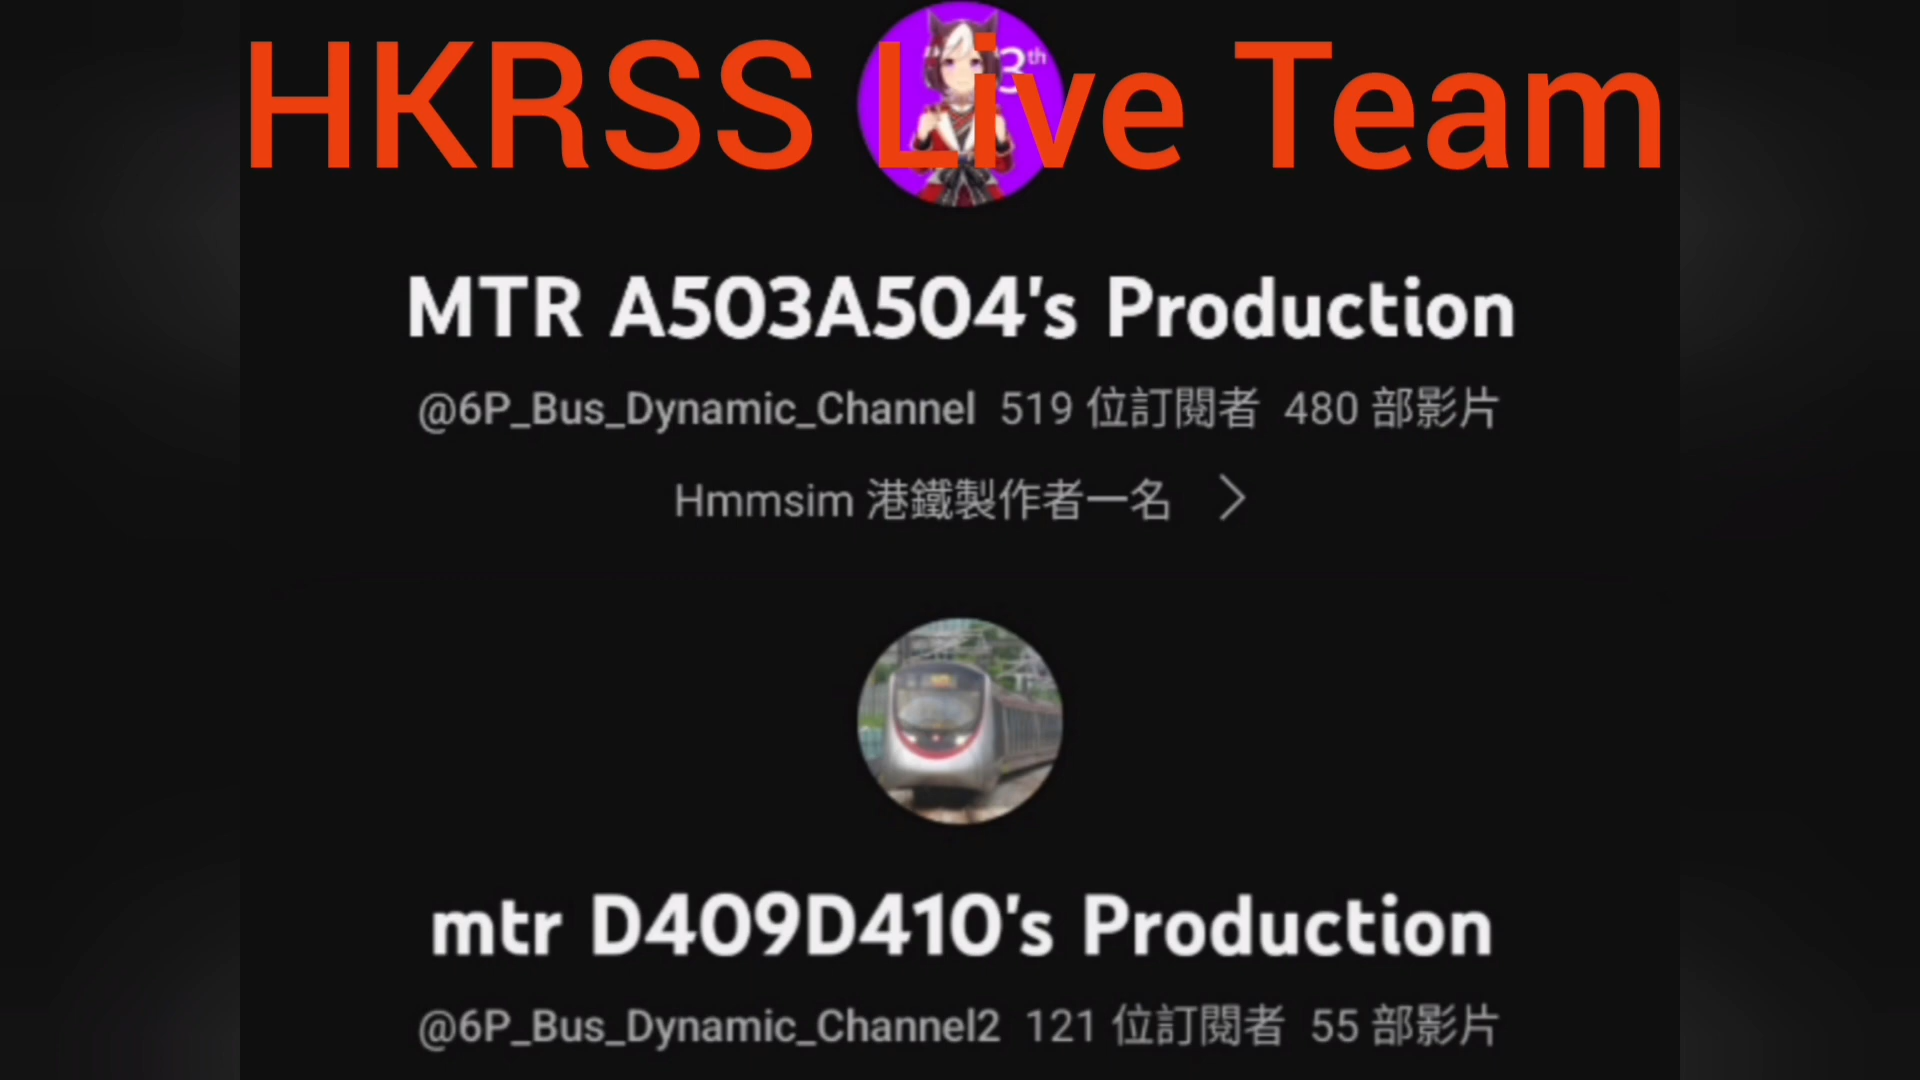 HKRSS Live Team
3th
MTR A503A504's Production
@6P_Bus_Dynamic_Channel 519 位訂閱者 480 部影片
Hmmsim 港鐵製作者一名 >
mtr D409D410's Production
@6P_Bus_Dynamic_Channel2 121 位訂閱者 55 部影片